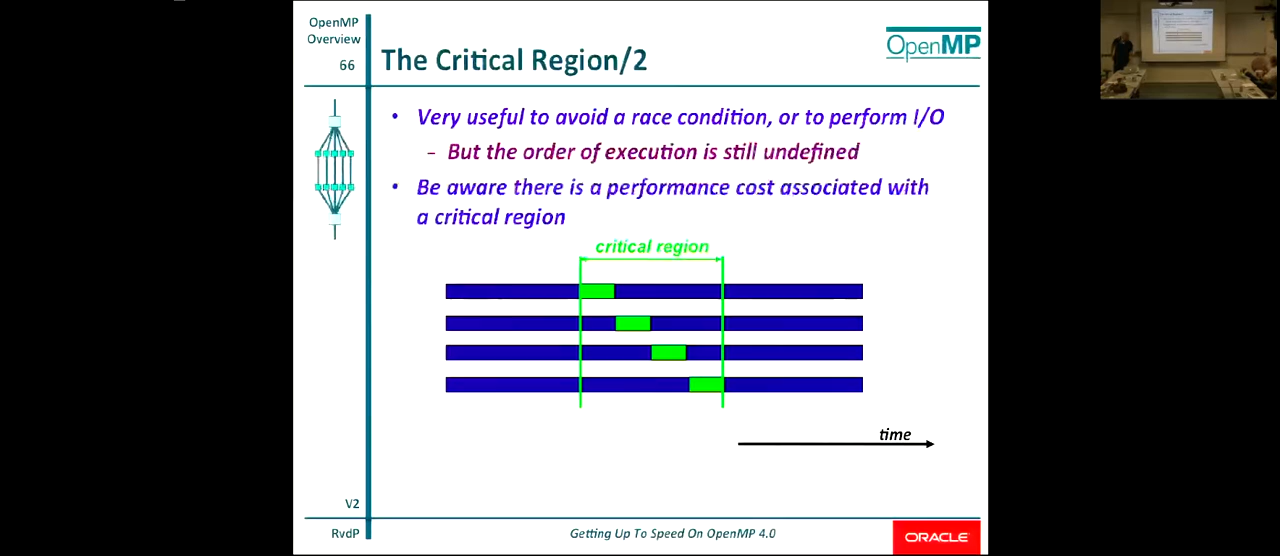 OpenMP
Overview
66
The Critical Region/2
OpenMP
• Very useful to avoid a race condition, or to perform I/O
– But the order of execution is still undefined
• Be aware there is a performance cost associated with
a critical region
critical region
time
V2
RvdP
Getting Up To Speed On OpenMP 4.0
ORACLE